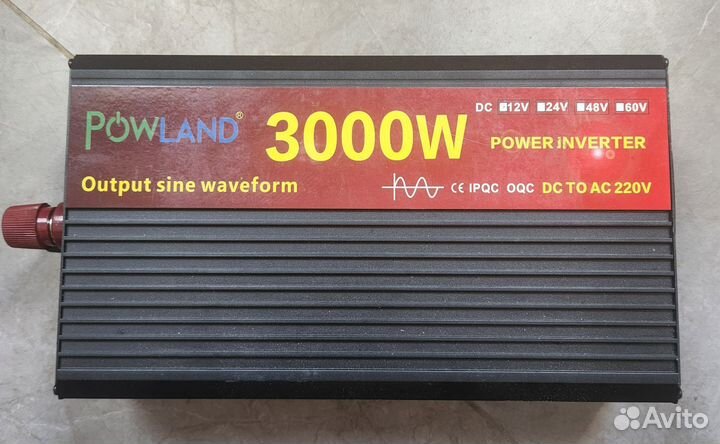 POWLAND®
3000W
DC 12V 24V 48V 60V
POWER INVERTER
Output sine waveform
CE IPQC OQC DC TO AC 220V
Avito